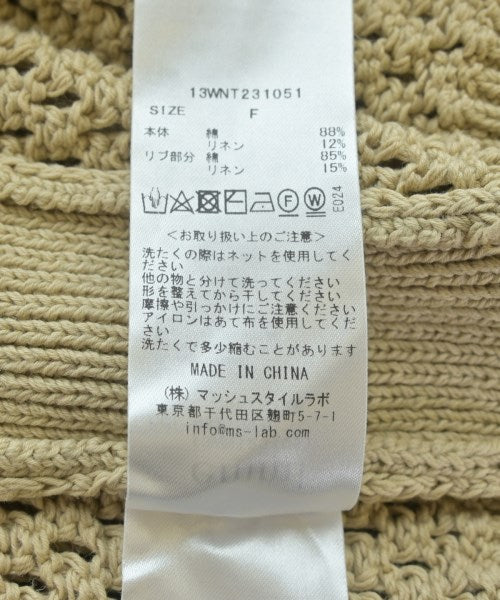 13WNT231051
SIZE F
本体 綿 88%
リネン 12%
リブ部分 綿 85%
リネン 15%
F W
E024
<お取り扱い上のご注意>
洗たくの際はネットを使用してく
ださい
他の物と分けて洗ってください
形を整えてから干してください
摩擦や引っかけにご注意ください
アイロンはあて布を使用してくだ
さい
洗たくで多少縮むことがあります
MADE IN CHINA
(株) マッシュスタイルラボ
東京都千代田区麹町5-7-1
info@ms-lab.com